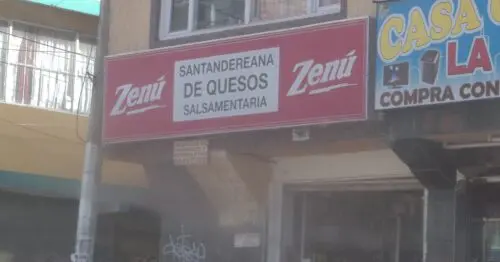 Zenú
SANTANDEREANA
DE QUESOS
SALSAMENTARIA
Zenú
CASA
LA
COMPRA CON